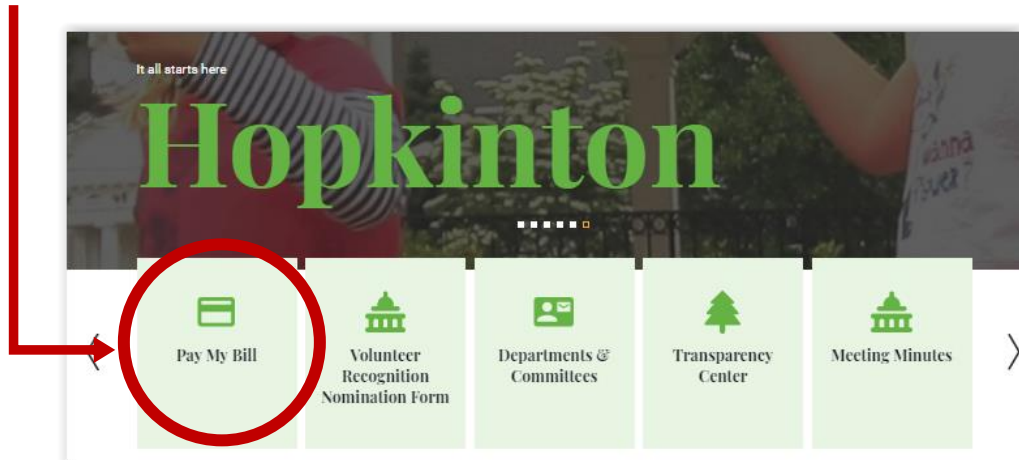 It all starts here
Hopkinton
Pay My Bill
Volunteer
Recognition
Nomination Form
Departments &
Committees
Transparency
Center
Meeting Minutes